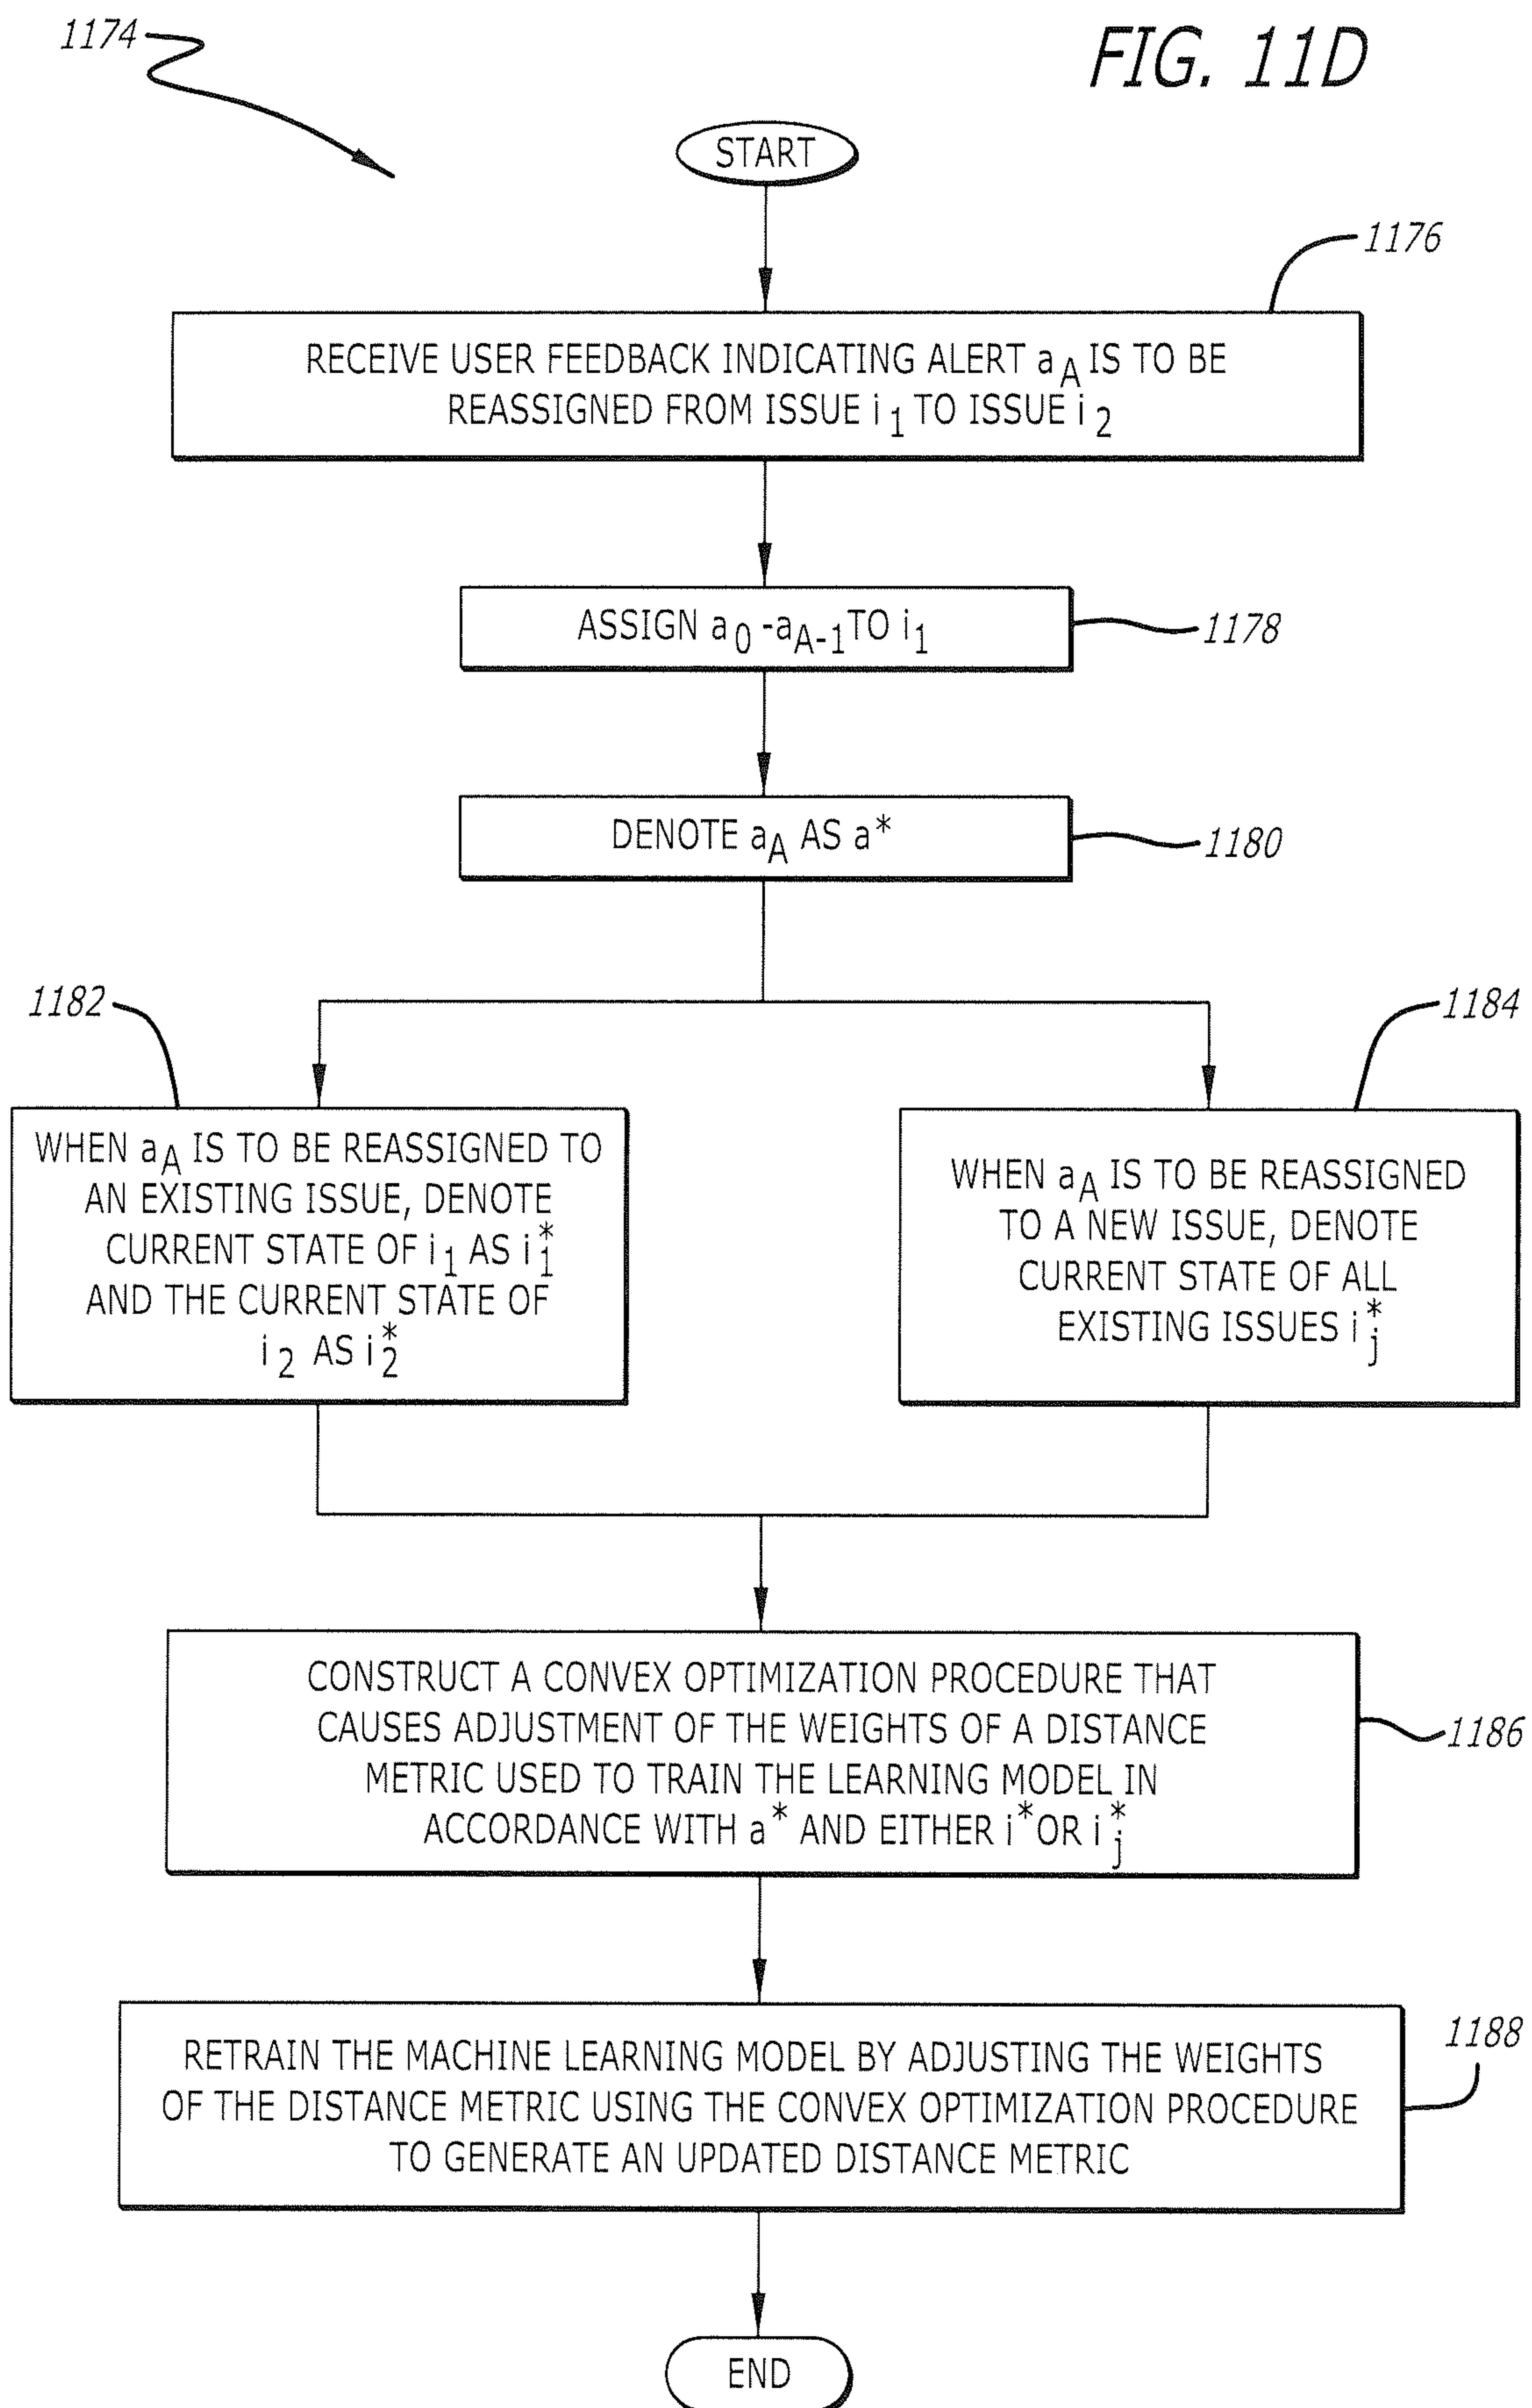 1174
FIG. 11D
START
1176
RECEIVE USER FEEDBACK INDICATING ALERT a_A IS TO BE
REASSIGNED FROM ISSUE i_1 TO ISSUE i_2
ASSIGN a_0 -a_A-1 TO i_1
1178
DENOTE a_A AS a*
1180
1182
WHEN a_A IS TO BE REASSIGNED TO
AN EXISTING ISSUE, DENOTE
CURRENT STATE OF i_1 AS i_1^*
AND THE CURRENT STATE OF
i_2 AS i_2^*
1184
WHEN a_A IS TO BE REASSIGNED
TO A NEW ISSUE, DENOTE
CURRENT STATE OF ALL
EXISTING ISSUES i_j^*
CONSTRUCT A CONVEX OPTIMIZATION PROCEDURE THAT
CAUSES ADJUSTMENT OF THE WEIGHTS OF A DISTANCE
METRIC USED TO TRAIN THE LEARNING MODEL IN
ACCORDANCE WITH a* AND EITHER i* OR i_j^*
1186
RETRAIN THE MACHINE LEARNING MODEL BY ADJUSTING THE WEIGHTS
OF THE DISTANCE METRIC USING THE CONVEX OPTIMIZATION PROCEDURE
TO GENERATE AN UPDATED DISTANCE METRIC
1188
END